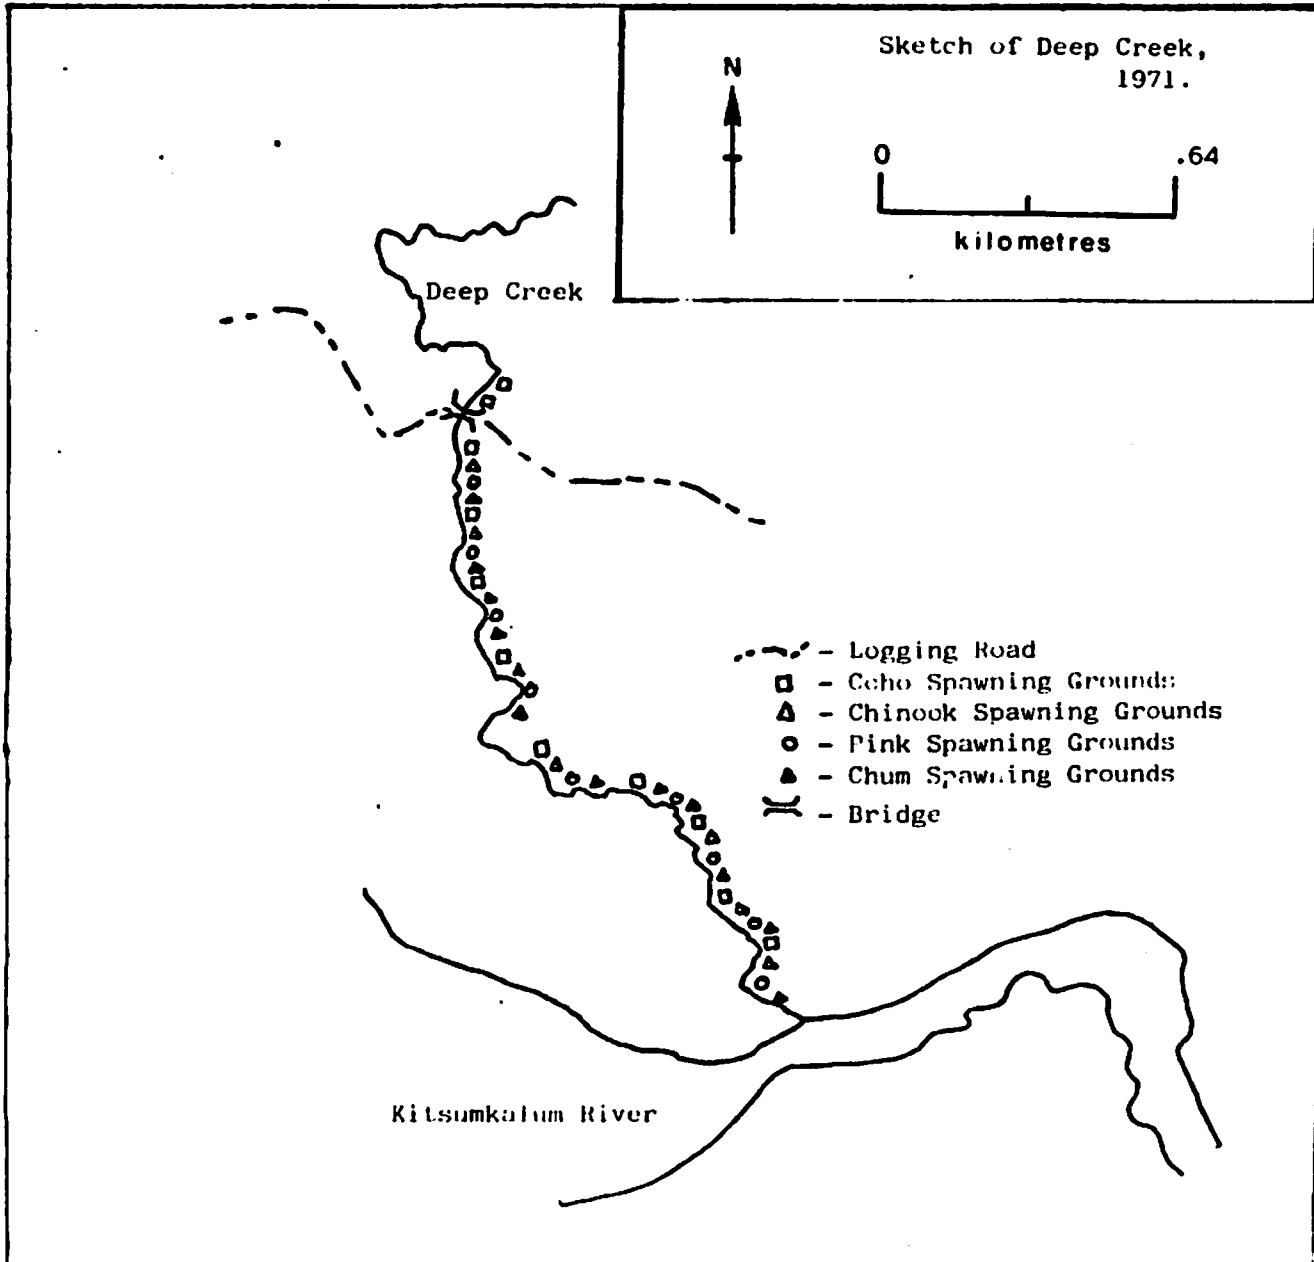 Sketch of Deep Creek,
1971.
N
0 .64
kilometres
Deep Creek
- Logging Road
- Coho Spawning Grounds
- Chinook Spawning Grounds
- Pink Spawning Grounds
- Chum Spawning Grounds
- Bridge
Kitsumkalum River